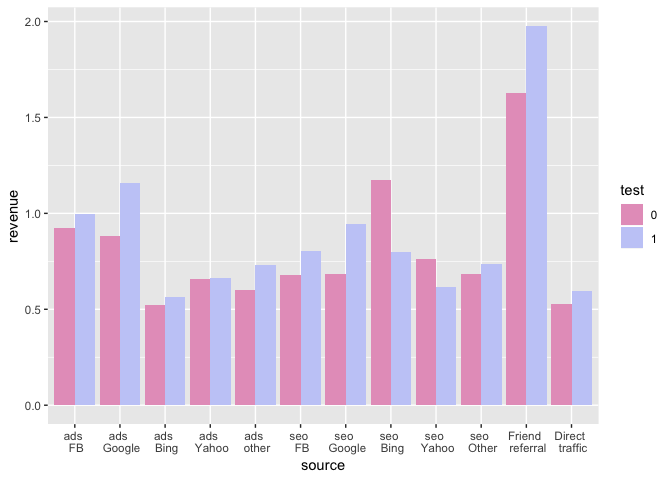 2.0
1.5
1.0
0.5
0.0
revenue
ads FB
ads Google
ads Bing
ads Yahoo
ads other
seo FB
seo Google
seo Bing
seo Yahoo
seo Other
Friend referral
Direct traffic
source
test
0
1